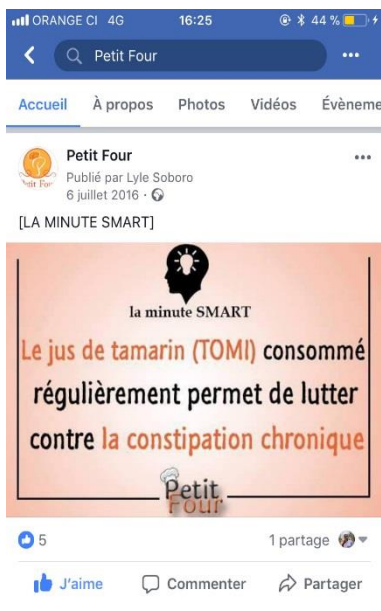 ORANGE CI 4G 16:25 44 %
Petit Four
Accueil À propos Photos Vidéos Évèneme
Petit Four
Publié par Lyle Soboro
6 juillet 2016
[LA MINUTE SMART]
la minute SMART
Le jus de tamarin (TOMI) consommé
régulièrement permet de lutter
contre la constipation chronique
Petit
Four
5 1 partage
J'aime Commenter Partager